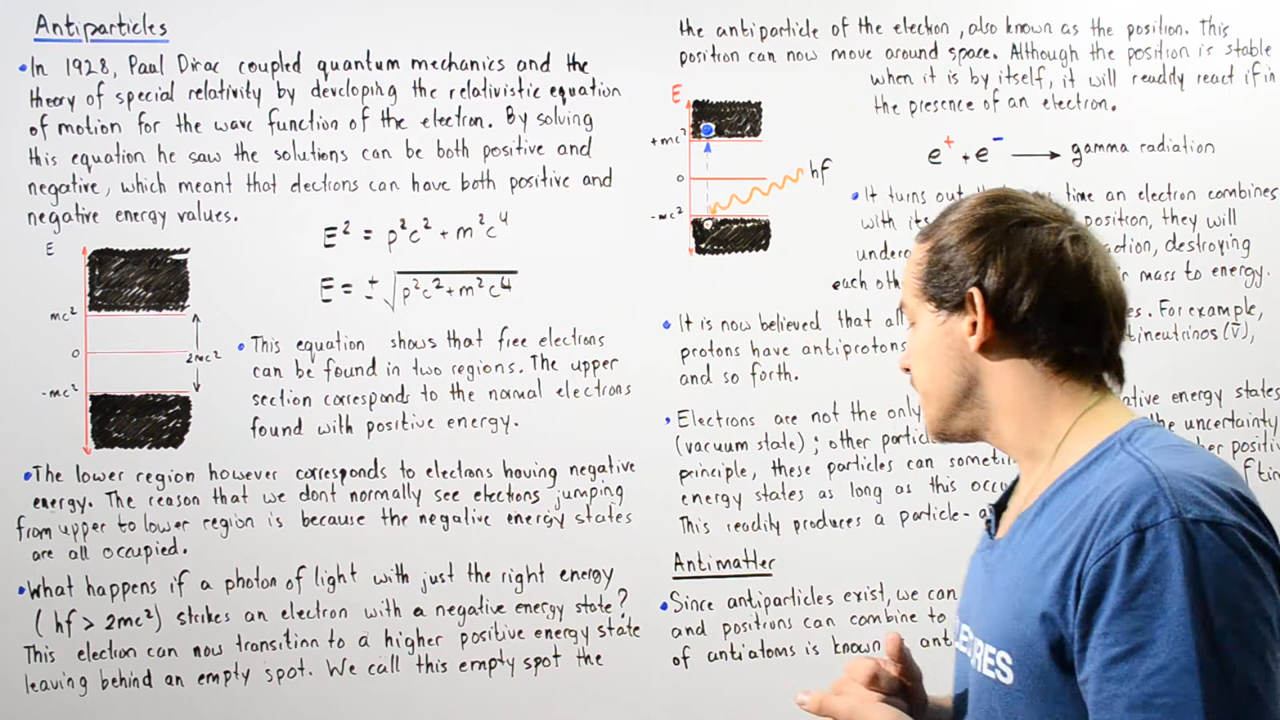 Antiparticles
•In 1928, Paul Dirac coupled quantum mechanics and the
theory of special relativity by developing the relativistic equation
of motion for the wave function of the electron. By solving
this equation he saw the solutions can be both positive and
negative, which meant that electrons can have both positive and
negative energy values.
E² = p²c² + m²c⁴
E = ± √p²c²+m²c⁴
E
mc²
0
-mc²
2mc²
•This equation shows that free electrons
can be found in two regions. The upper
section corresponds to the normal electrons
found with positive energy.
•The lower region however corresponds to electrons having negative
energy. The reason that we dont normally see electrons jumping
from upper to lower region is because the negative energy states
are all occupied.
•What happens if a photon of light with just the right energy
(hf > 2mc²) strikes an electron with a negative energy state?
This electron can now transition to a higher positive energy state
leaving behind an empty spot. We call this empty spot the
the antiparticle of the electron, also known as the position. This
positron can now move around space. Although the position is stable
when it is by itself, it will readily react if in
the presence of an electron.
E
+mc²
0
-mc²
hf
e⁺ + e⁻ → gamma radiation
•It turns out time an electron combines
with its position, they will
destroying
each mass to energy.
•It is now believed that all es. For example,
protons have antiprotons tineutrinos (ν̄),
and so forth.
•Electrons are not the only ative energy states
(vacuum state); other uncertainty
principle, these particles can
energy states as long as this
This readily produces a particle-
Antimatter
•Since antiparticles exist, we can
and positrons can combine to
of antiatoms is known
LECTURES